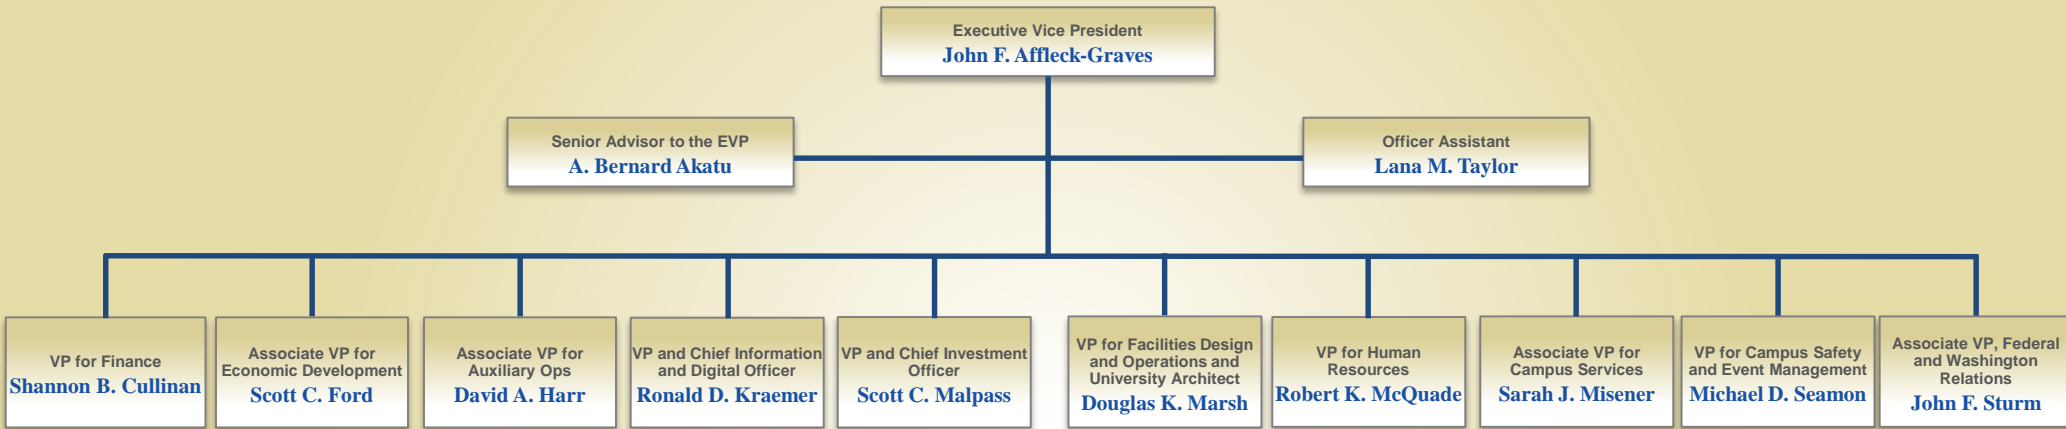 Executive Vice President
John F. Affleck-Graves
Senior Advisor to the EVP
A. Bernard Akatu
Officer Assistant
Lana M. Taylor
VP for Finance
Shannon B. Cullinan
Associate VP for
Economic Development
Scott C. Ford
Associate VP for
Auxiliary Ops
David A. Harr
VP and Chief Information
and Digital Officer
Ronald D. Kraemer
VP and Chief Investment
Officer
Scott C. Malpass
VP for Facilities Design
and Operations and
University Architect
Douglas K. Marsh
VP for Human
Resources
Robert K. McQuade
Associate VP for
Campus Services
Sarah J. Misener
VP for Campus Safety
and Event Management
Michael D. Seamon
Associate VP, Federal
and Washington
Relations
John F. Sturm